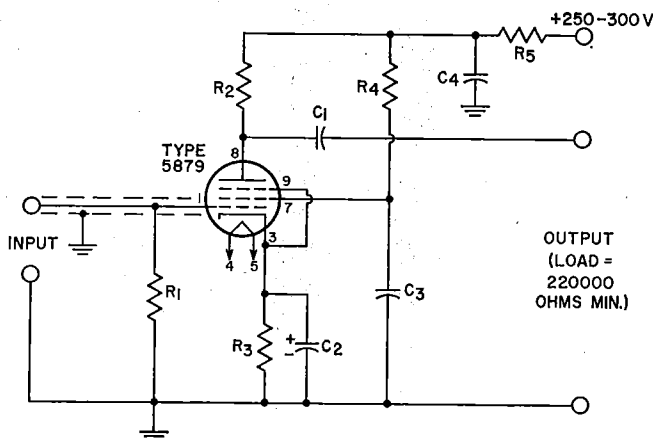 +250-300 V
R5
R2
R4
C4
C1
TYPE
5879
8
9
7
3
4
5
INPUT
OUTPUT
(LOAD =
220000
OHMS MIN.)
R1
C3
R3
+
-
C2